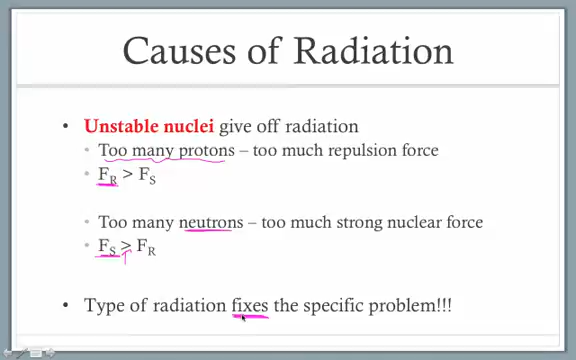 Causes of Radiation
• Unstable nuclei give off radiation
• Too many protons – too much repulsion force
• FR > FS
• Too many neutrons – too much strong nuclear force
• FS > FR
• Type of radiation fixes the specific problem!!!